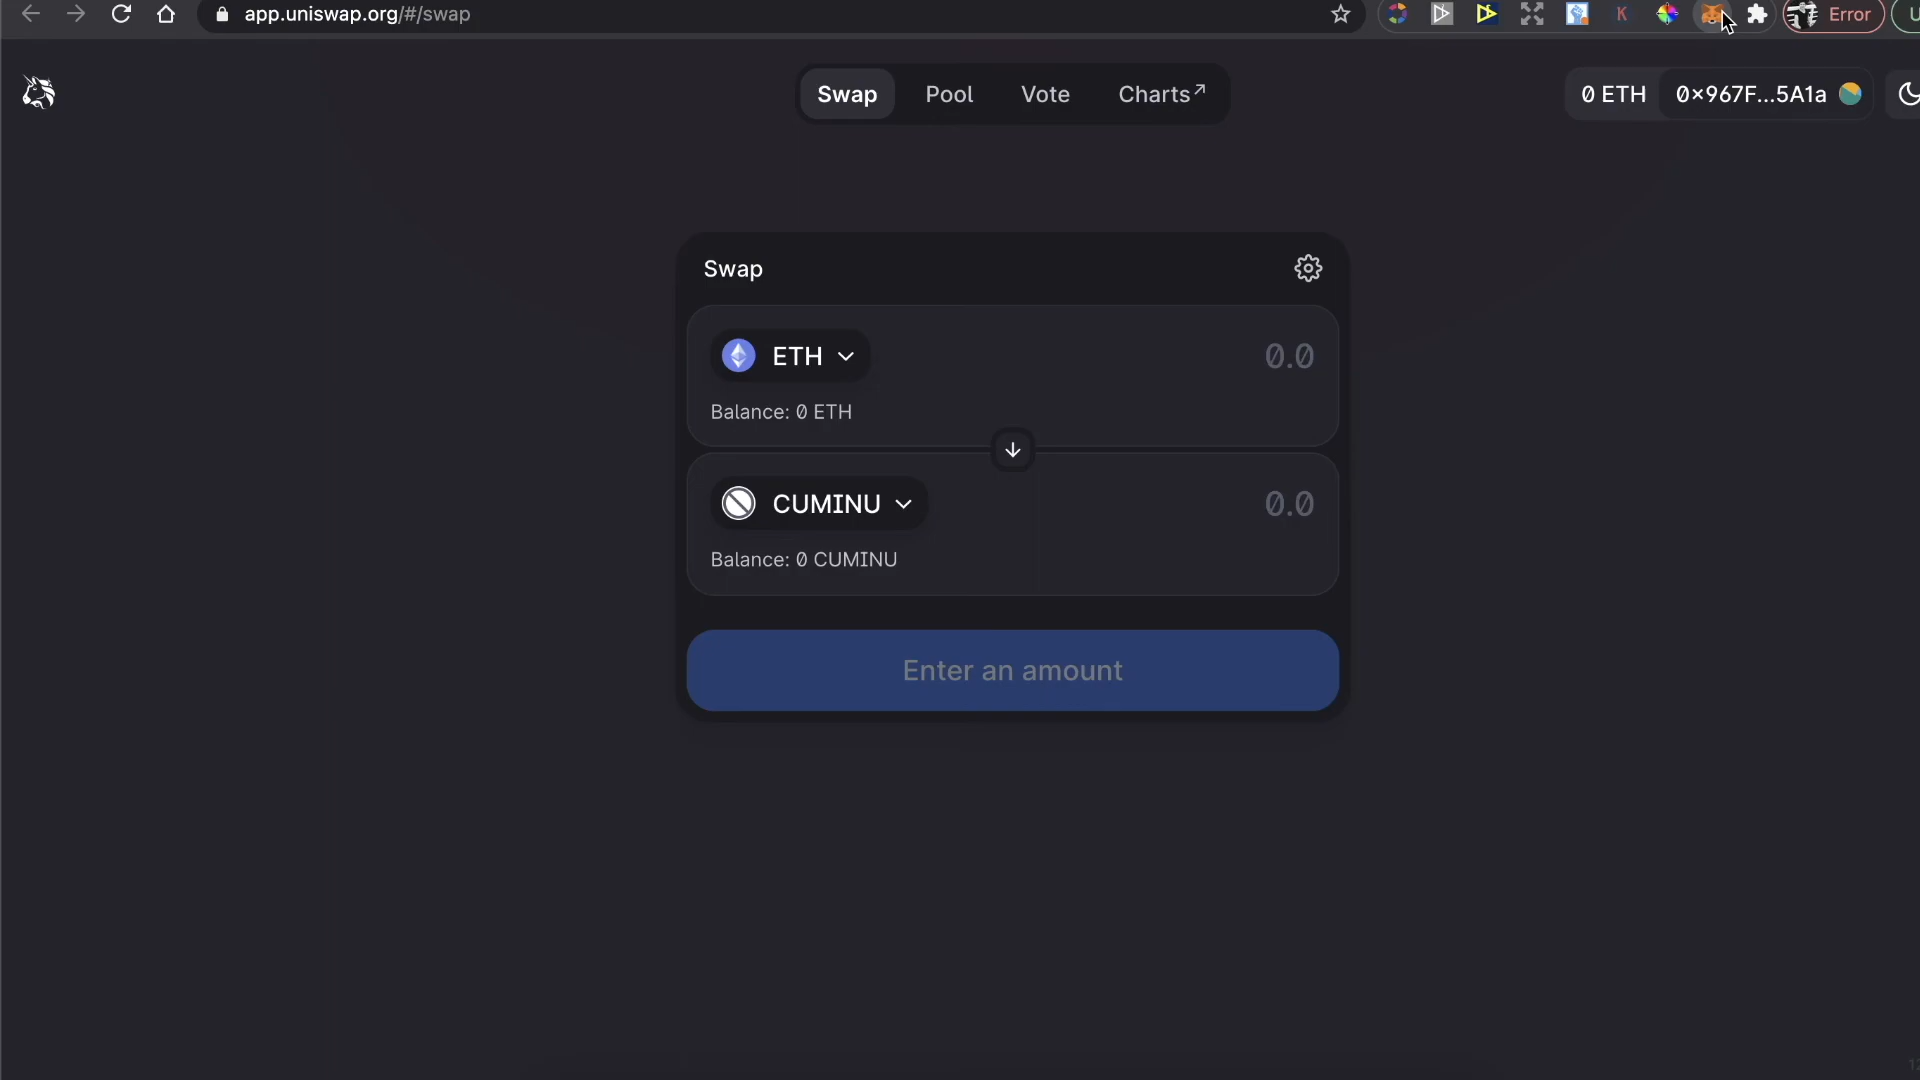 app.uniswap.org/#/swap
K
Error
Swap
Pool
Vote
Charts↗
0 ETH
0x967F...5A1a
Swap
ETH
0.0
Balance: 0 ETH
CUMINU
0.0
Balance: 0 CUMINU
Enter an amount